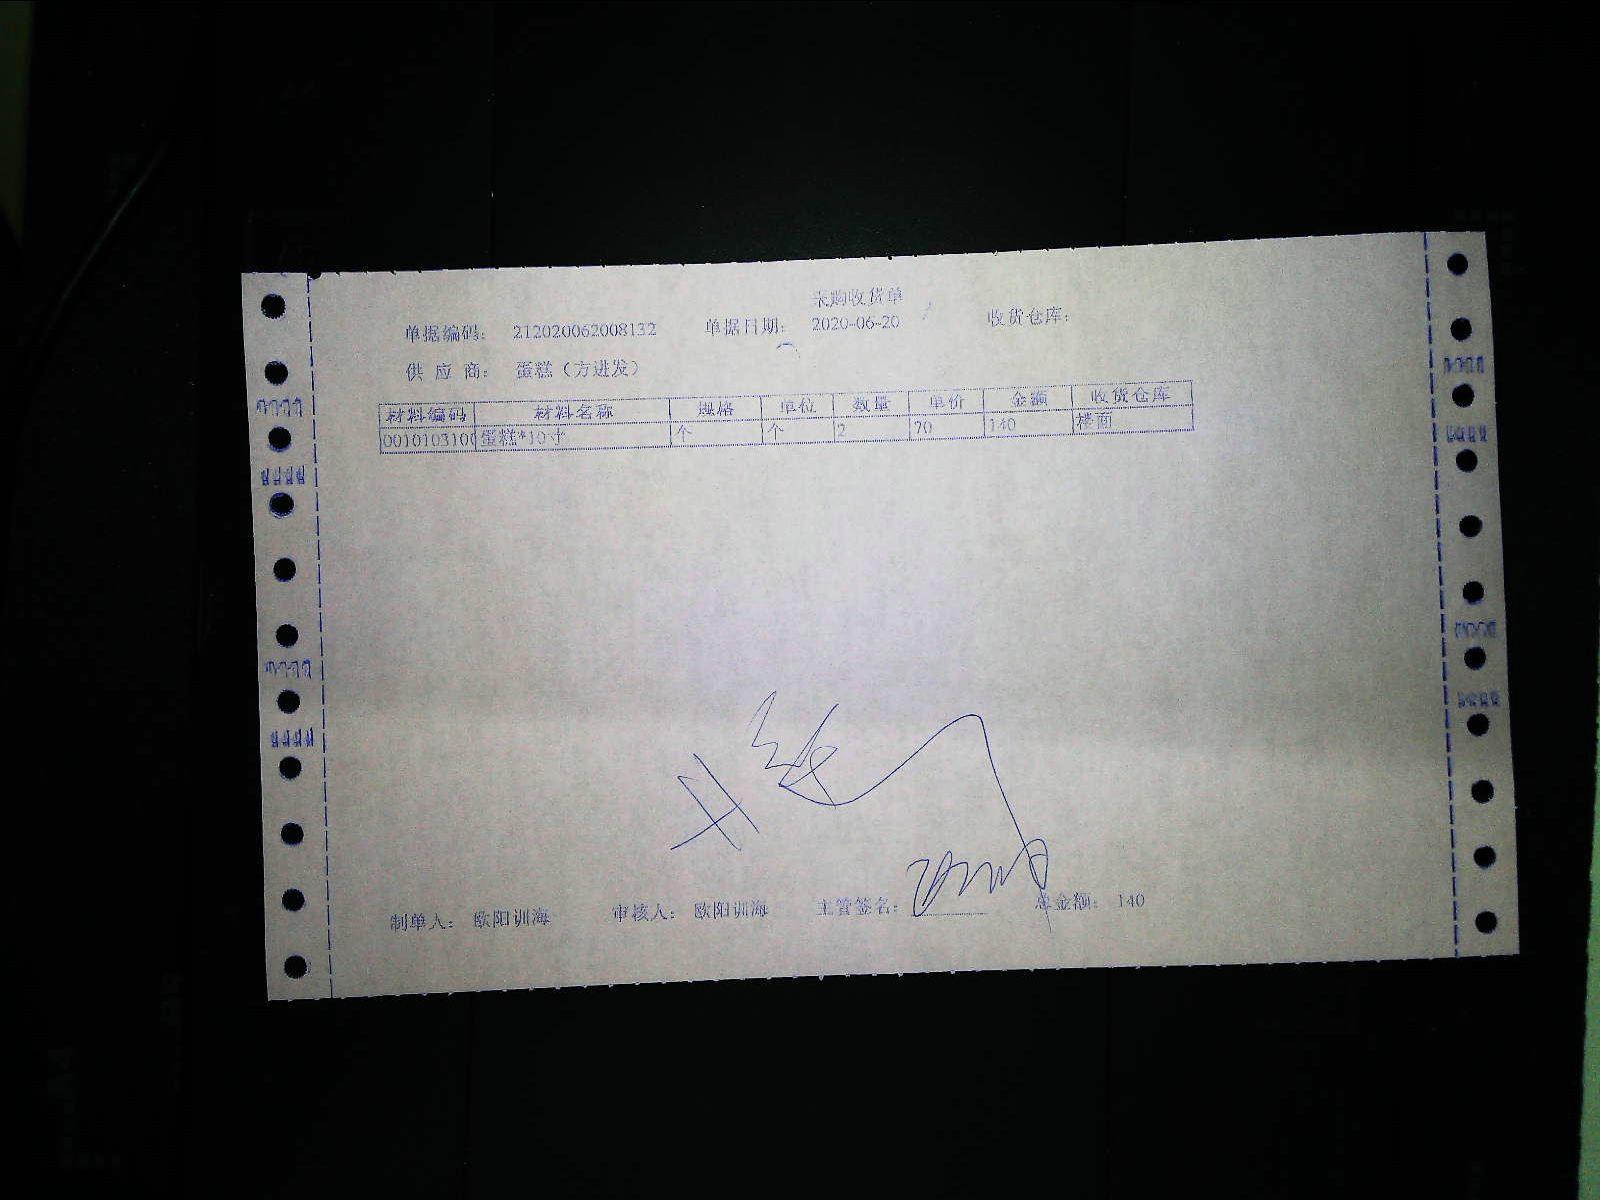 采购收货单
单据编码: 212020062008132 单据日期: 2020-06-20 收货仓库:
供应商: 蛋糕（方进发）
材料编码 材料名称 规格 单位 数量 单价 金额 收货仓库
0010103100 蛋糕*10寸 个 个 2 70 140 楼面
制单人: 欧阳训海 审核人: 欧阳训海 主管签名: 总金额: 140